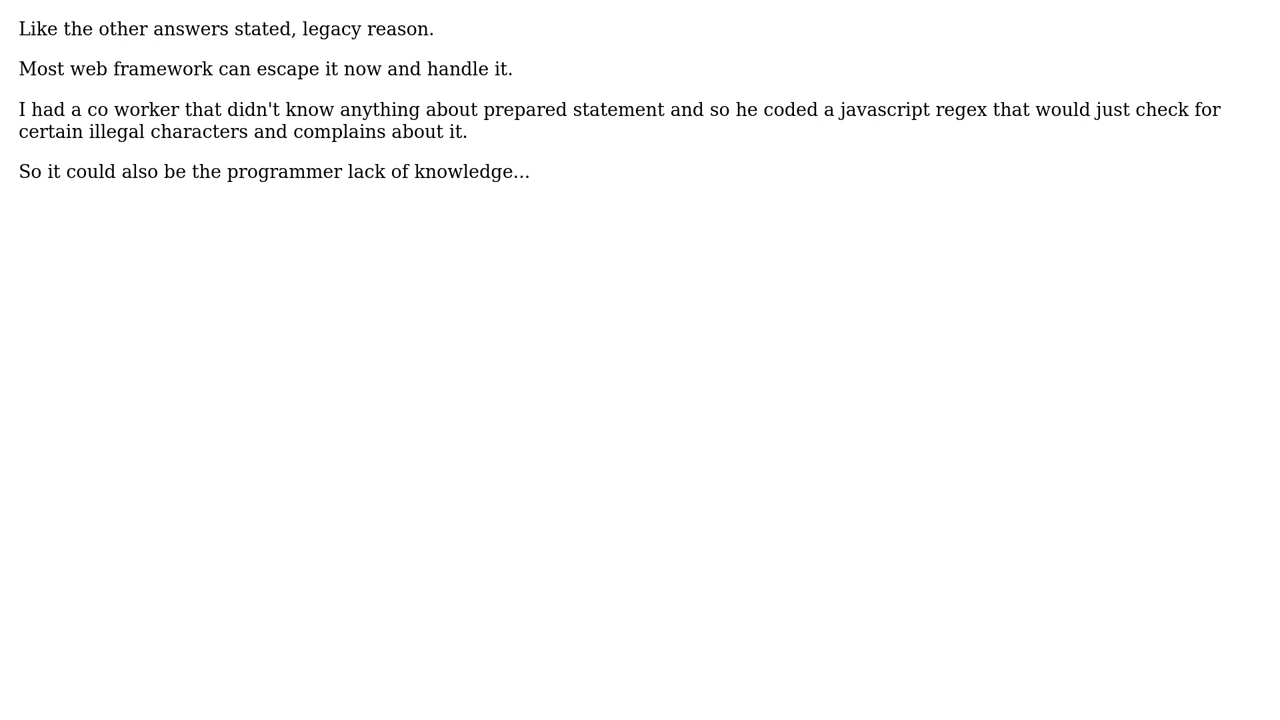 Like the other answers stated, legacy reason.
Most web framework can escape it now and handle it.
I had a co worker that didn't know anything about prepared statement and so he coded a javascript regex that would just check for
certain illegal characters and complains about it.
So it could also be the programmer lack of knowledge...